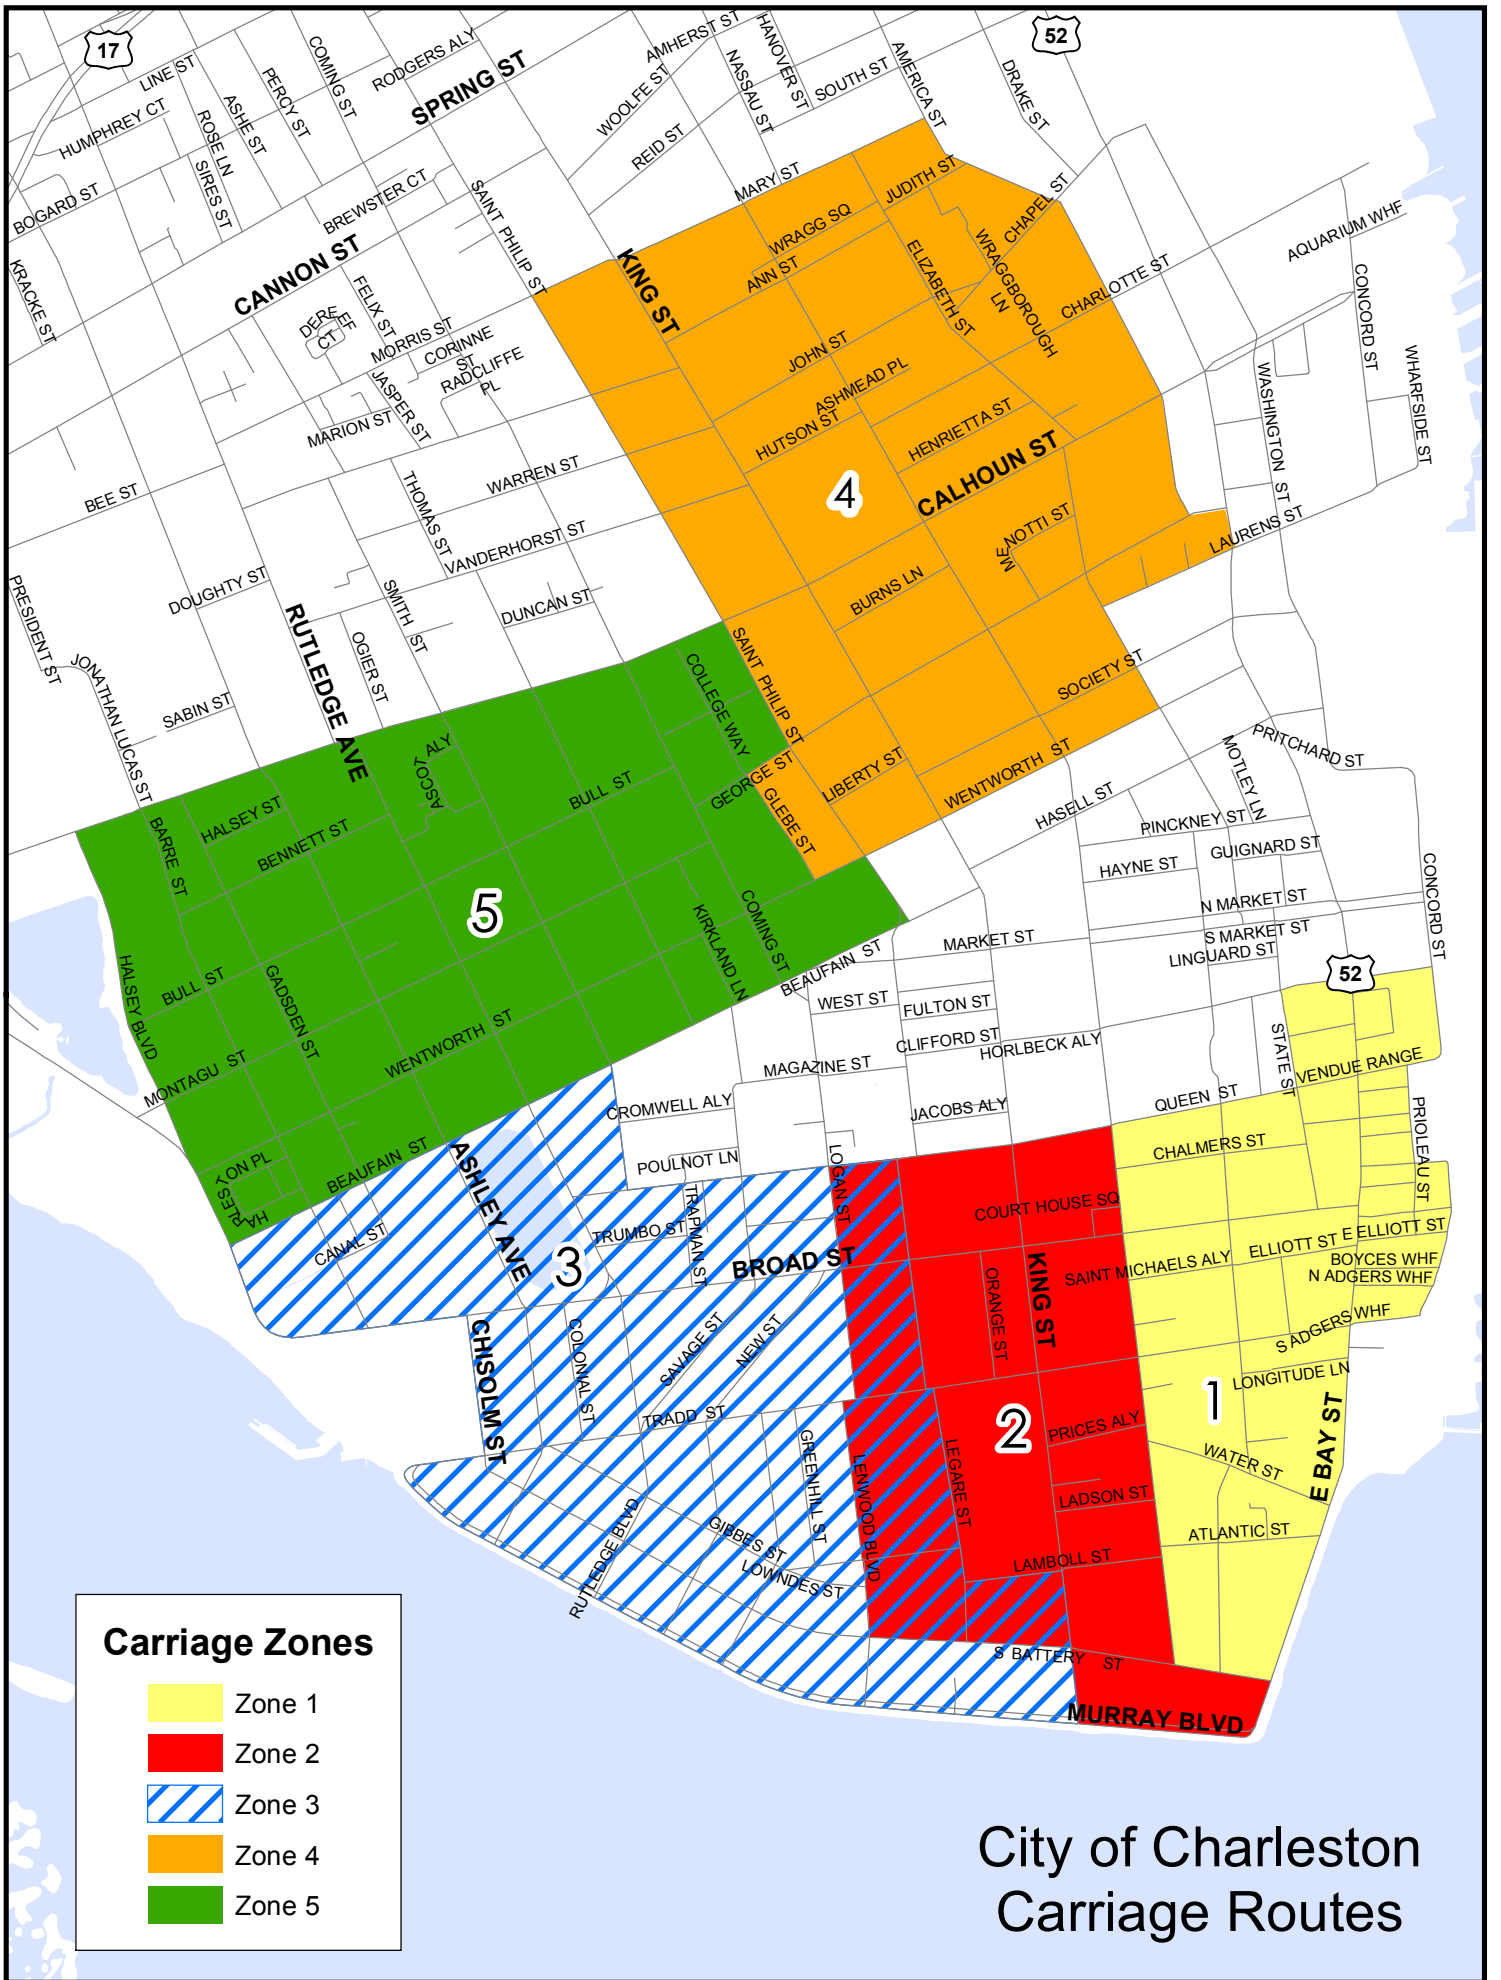 17
52
LINE ST
COMING ST
RODGERS ALY
SPRING ST
AMHERST ST
HANOVER ST
NASSAU ST
WOOLFE ST
SOUTH ST
AMERICA ST
DRAKE ST
HUMPHREY CT
ROSE LN
ASHE ST
PERCY ST
SIRES ST
REID ST
BOGARD ST
BREWSTER CT
SAINT PHILIP ST
MARY ST
JUDITH ST
CHAPEL ST
WRAGG SQ
ANN ST
ELIZABETH ST
WRAGGBOROUGH LN
CHARLOTTE ST
AQUARIUM WHF
KRACKE ST
CANNON ST
FELIX ST
DEREEF CT
MORRIS ST
CORINNE ST
RADCLIFFE PL
JASPER ST
MARION ST
KING ST
JOHN ST
ASHMEAD PL
HUTSON ST
HENRIETTA ST
CALHOUN ST
CONCORD ST
WHARFSIDE ST
WASHINGTON ST
BEE ST
THOMAS ST
WARREN ST
VANDERHORST ST
4
MENOTTI ST
LAURENS ST
BURNS LN
PRESIDENT ST
DOUGHTY ST
RUTLEDGE AVE
SMITH ST
DUNCAN ST
OGIER ST
JONATHAN LUCAS ST
SABIN ST
COLLEGE WAY
SAINT PHILIP ST
SOCIETY ST
GEORGE ST
GLEBE ST
LIBERTY ST
WENTWORTH ST
HASELL ST
MOTLEY LN
PRITCHARD ST
PINCKNEY ST
GUIGNARD ST
HAYNE ST
N MARKET ST
S MARKET ST
LINGUARD ST
CONCORD ST
BARRE ST
HALSEY ST
BENNETT ST
ASCOT ALY
BULL ST
5
KIRKLAND LN
COMING ST
BEAUFAIN ST
MARKET ST
WEST ST
FULTON ST
CLIFFORD ST
HORLBECK ALY
MAGAZINE ST
CROMWELL ALY
JACOBS ALY
POULNOT LN
HALSEY BLVD
BULL ST
GADSDEN ST
MONTAGU ST
WENTWORTH ST
HARLESTON PL
BEAUFAIN ST
CANAL ST
ASHLEY AVE
3
52
STATE ST
VENDUE RANGE
QUEEN ST
CHALMERS ST
PRIOLEAU ST
LOGAN ST
COURT HOUSE SQ
TRUMBO ST
TRAPMAN ST
BROAD ST
ORANGE ST
KING ST
SAINT MICHAELS ALY
ELLIOTT ST
E ELLIOTT ST
BOYCES WHF
N ADGERS WHF
S ADGERS WHF
LONGITUDE LN
CHISOLM ST
COLONIAL ST
SAVAGE ST
NEW ST
TRADD ST
GREENHILL ST
LENWOOD BLVD
LEGARE ST
2
1
PRICES ALY
LADSON ST
WATER ST
E BAY ST
ATLANTIC ST
LAMBOLL ST
RUTLEDGE BLVD
GIBBES ST
LOWNDES ST
S BATTERY ST
MURRAY BLVD
Carriage Zones
Zone 1
Zone 2
Zone 3
Zone 4
Zone 5
City of Charleston
Carriage Routes